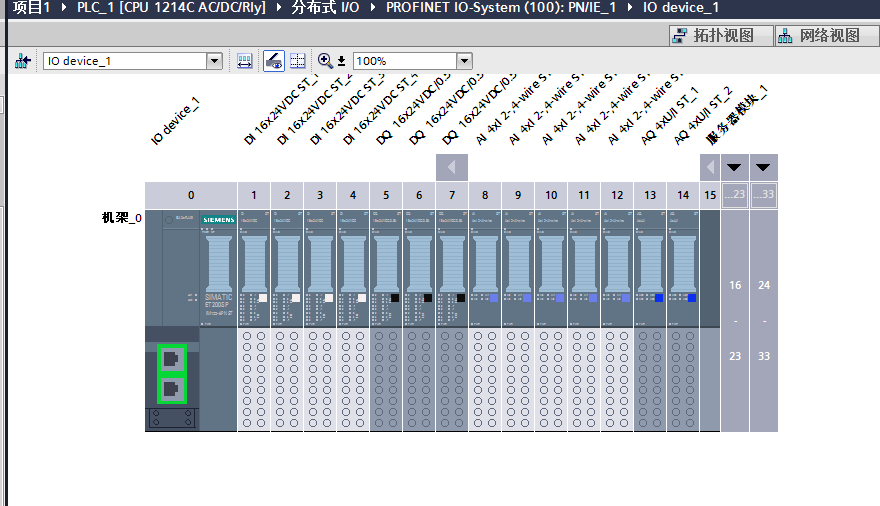 项目1 ▸ PLC_1 [CPU 1214C AC/DC/Rly] ▸ 分布式 I/O ▸ PROFINET IO-System (100): PN/IE_1 ▸ IO device_1
拓扑视图 网络视图
IO device_1 100%
IO device_1
DI 16x24VDC ST_1
DI 16x24VDC ST_2
DI 16x24VDC ST_3
DI 16x24VDC ST_4
DQ 16x24VDC/0.5
DQ 16x24VDC/0.5
DQ 16x24VDC/0.5
AI 4xI 2-,4-wire S
AI 4xI 2-,4-wire S
AI 4xI 2-,4-wire S
AI 4xI 2-,4-wire S
AI 4xI 2-,4-wire S
AQ 4xU/I ST_1
AQ 4xU/I ST_2
服务器模块_1
0 1 2 3 4 5 6 7 8 9 10 11 12 13 14 15 ...23 ...33
机架_0
SIEMENS
SIMATIC
ET 200SP
16 24
- -
23 33